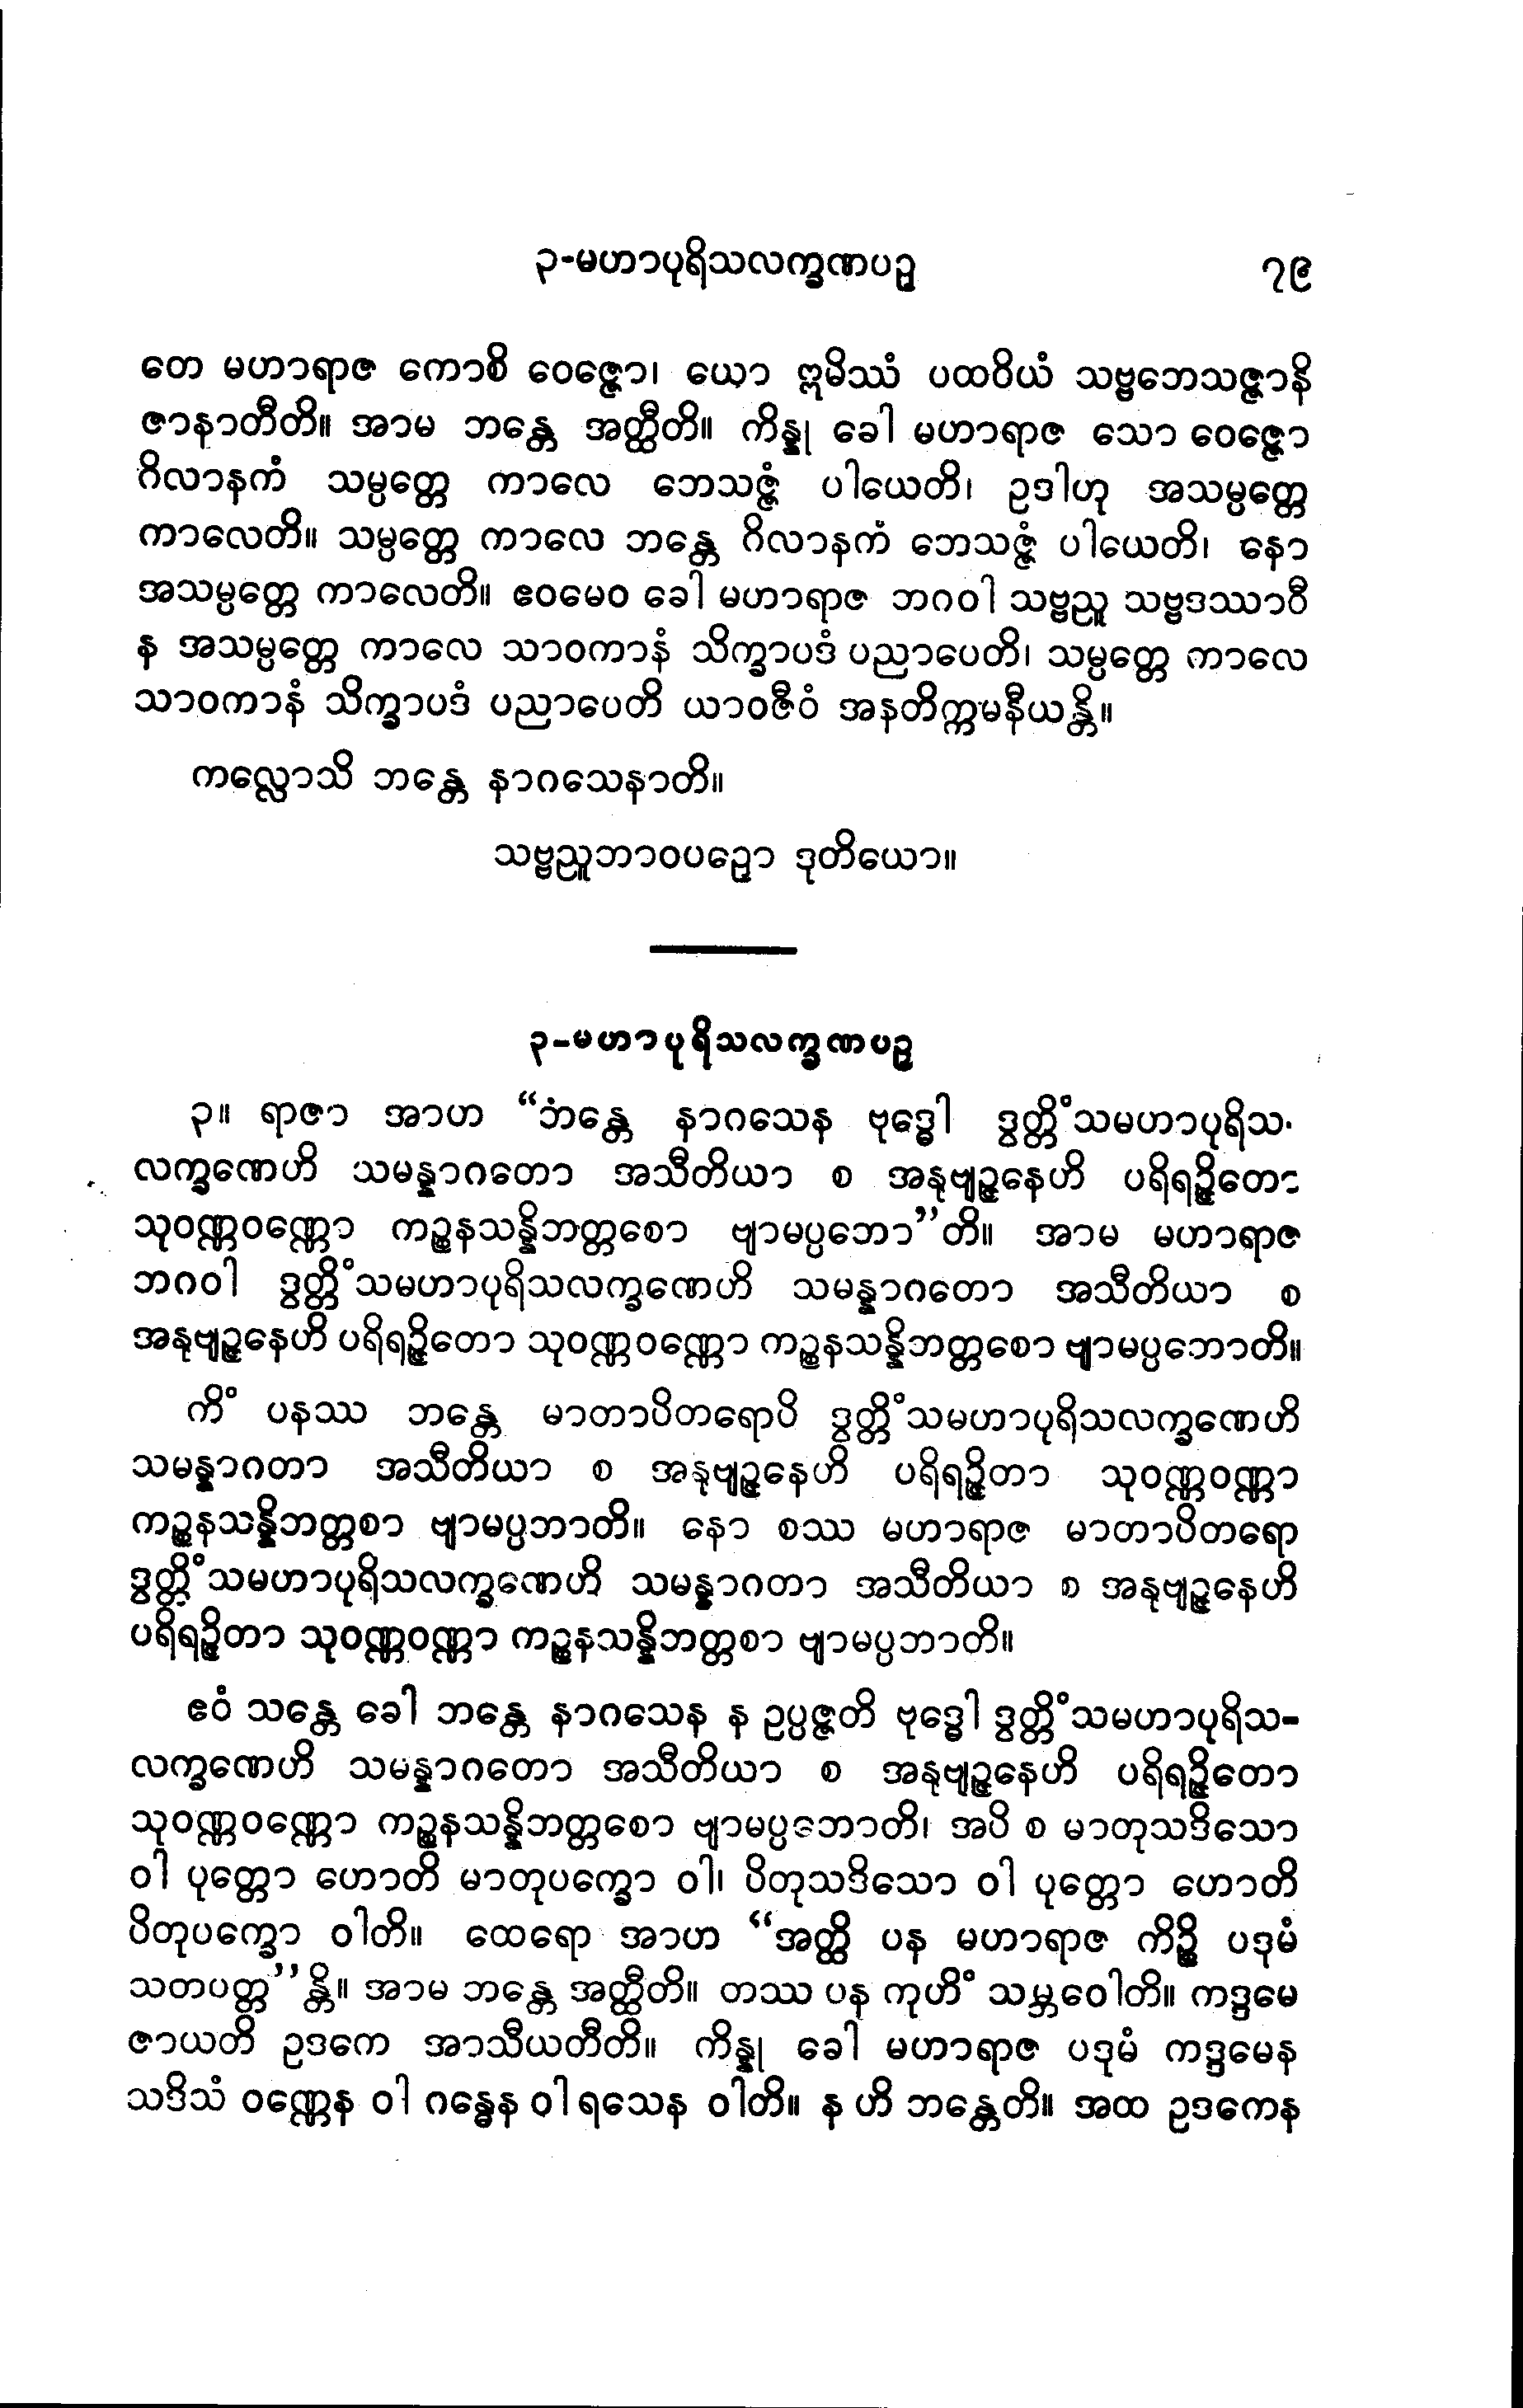 ၃-မဟာပုရိသလက္ခဏပဉှ ၇၉
တေ မဟာရာဇ ကောစိ ဝေဇ္ဇော၊ ယော ဣမိဿံ ပထဝိယံ သဗ္ဗဘေသဇ္ဇာနိ
ဇာနာတီတိ။ အာမ ဘန္တေ အတ္ထီတိ။ ကိန္နု ခေါ မဟာရာဇ သော ဝေဇ္ဇော
ဂိလာနကံ သမ္ပတ္တေ ကာလေ ဘေသဇ္ဇံ ပါယေတိ၊ ဥဒါဟု အသမ္ပတ္တေ
ကာလေတိ။ သမ္ပတ္တေ ကာလေ ဘန္တေ ဂိလာနကံ ဘေသဇ္ဇံ ပါယေတိ၊ နော
အသမ္ပတ္တေ ကာလေတိ။ ဧဝမေဝ ခေါ မဟာရာဇ ဘဂဝါ သဗ္ဗညူ သဗ္ဗဒဿာဝီ
န အသမ္ပတ္တေ ကာလေ သာဝကာနံ သိက္ခာပဒံ ပညာပေတိ၊ သမ္ပတ္တေ ကာလေ
သာဝကာနံ သိက္ခာပဒံ ပညာပေတိ ယာဝဇီဝံ အနတိက္ကမနီယန္တိ။
ကလ္လောသိ ဘန္တေ နာဂသေနာတိ။
သဗ္ဗညူဘာဝပဉှော ဒုတိယော။
၃-မဟာပုရိသလက္ခဏပဉှ
၃။ ရာဇာ အာဟ “ဘန္တေ နာဂသေန ဗုဒ္ဓေါ ဒွတ္တိံသမဟာပုရိသ-
လက္ခဏေဟိ သမန္နာဂတော အသီတိယာ စ အနုဗျဉ္ဇနေဟိ ပရိရဉ္ဇိတော
သုဝဏ္ဏဝဏ္ဏော ကဉ္စနသန္နိဘတ္တစော ဗျာမပ္ပဘော”တိ။ အာမ မဟာရာဇ
ဘဂဝါ ဒွတ္တိံသမဟာပုရိသလက္ခဏေဟိ သမန္နာဂတော အသီတိယာ စ
အနုဗျဉ္ဇနေဟိ ပရိရဉ္ဇိတော သုဝဏ္ဏဝဏ္ဏော ကဉ္စနသန္နိဘတ္တစော ဗျာမပ္ပဘောတိ။
ကိံ ပနဿ ဘန္တေ မာတာပိတရောပိ ဒွတ္တိံသမဟာပုရိသလက္ခဏေဟိ
သမန္နာဂတာ အသီတိယာ စ အနုဗျဉ္ဇနေဟိ ပရိရဉ္ဇိတာ သုဝဏ္ဏဝဏ္ဏာ
ကဉ္စနသန္နိဘတ္တစာ ဗျာမပ္ပဘာတိ။ နော စဿ မဟာရာဇ မာတာပိတရော
ဒွတ္တိံသမဟာပုရိသလက္ခဏေဟိ သမန္နာဂတာ အသီတိယာ စ အနုဗျဉ္ဇနေဟိ
ပရိရဉ္ဇိတာ သုဝဏ္ဏဝဏ္ဏာ ကဉ္စနသန္နိဘတ္တစာ ဗျာမပ္ပဘာတိ။
ဧဝံ သန္တေ ခေါ ဘန္တေ နာဂသေန န ဥပ္ပဇ္ဇတိ ဗုဒ္ဓေါ ဒွတ္တိံသမဟာပုရိသ-
လက္ခဏေဟိ သမန္နာဂတော အသီတိယာ စ အနုဗျဉ္ဇနေဟိ ပရိရဉ္ဇိတော
သုဝဏ္ဏဝဏ္ဏော ကဉ္စနသန္နိဘတ္တစော ဗျာမပ္ပဘောတိ၊ အပိ စ မာတုသဒိသော
ဝါ ပုတ္တော ဟောတိ မာတုပက္ခော ဝါ၊ ပိတုသဒိသော ဝါ ပုတ္တော ဟောတိ
ပိတုပက္ခော ဝါတိ။ ထေရော အာဟ “အတ္ထိ ပန မဟာရာဇ ကိဉ္စိ ပဒုမံ
သတပတ္တ”န္တိ။ အာမ ဘန္တေ အတ္ထီတိ။ တဿ ပန ကုဟိံ သမ္ဘဝေါတိ။ ကဒ္ဒမေ
ဇာယတိ ဥဒကေ အာသီယတီတိ။ ကိန္နု ခေါ မဟာရာဇ ပဒုမံ ကဒ္ဒမေန
သဒိသံ ဝဏ္ဏေန ဝါ ဂန္ဓေန ဝါ ရသေန ဝါတိ။ န ဟိ ဘန္တေတိ။ အထ ဥဒကေန